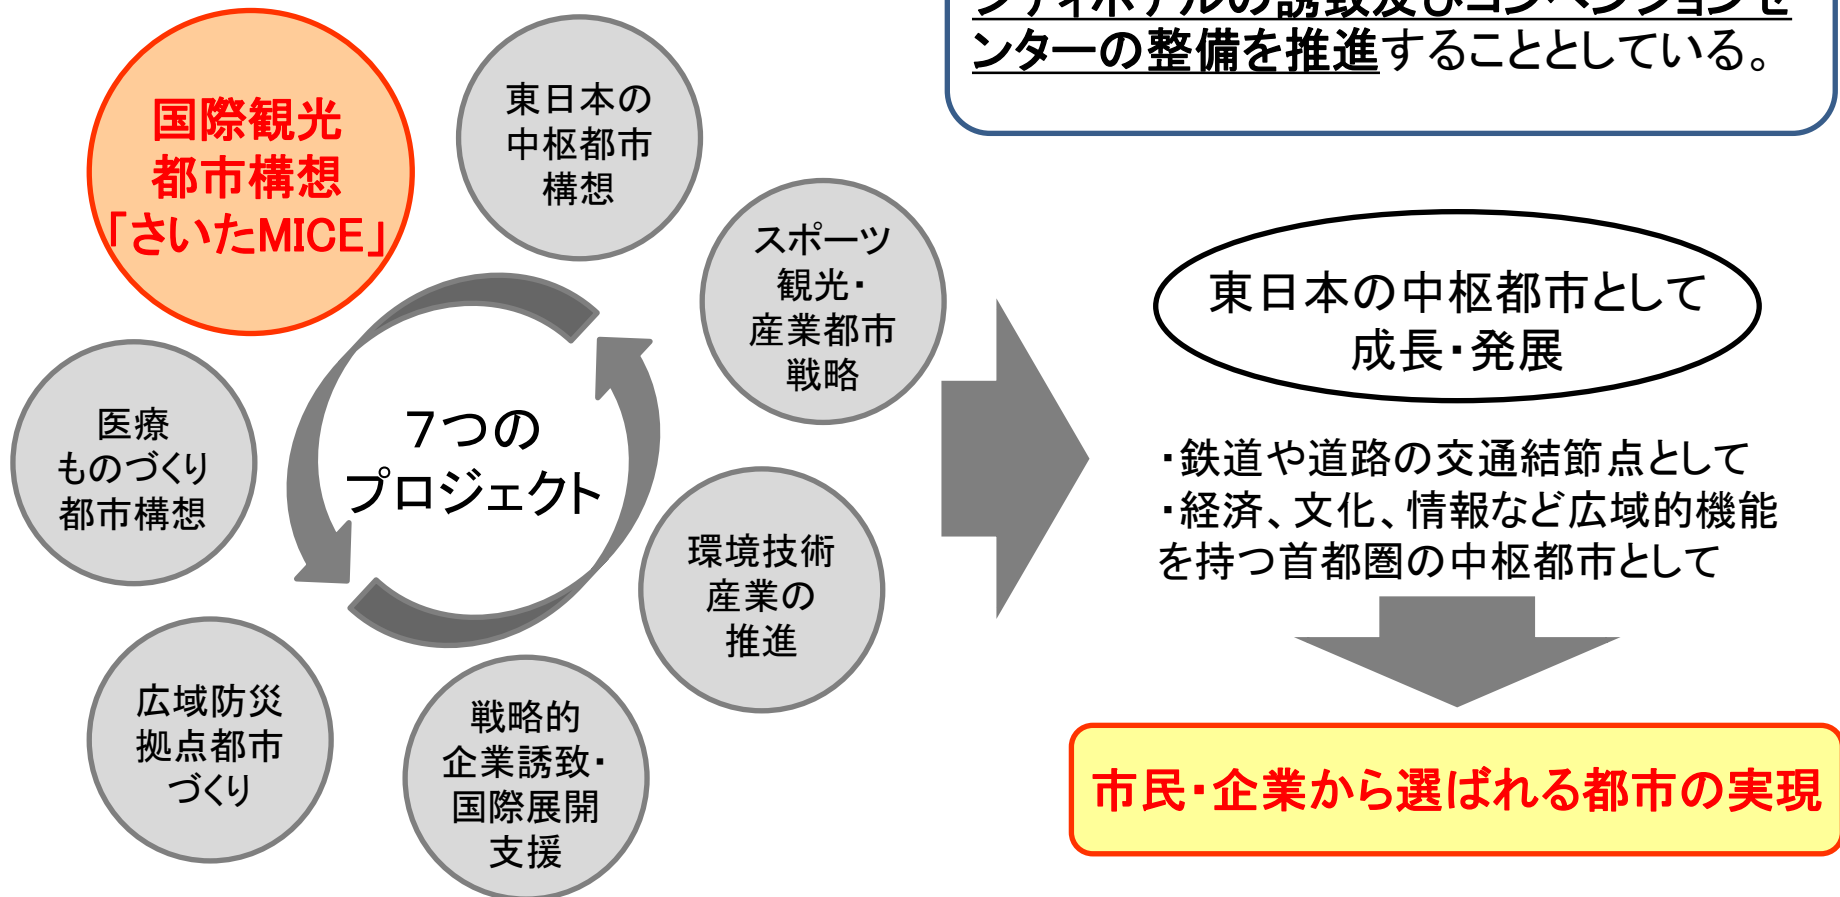 ンターの整備を推進することとしている。
国際観光
都市構想
「さいたMICE」
東日本の
中枢都市
構想
スポーツ
観光・
産業都市
戦略
環境技術
産業の
推進
戦略的
企業誘致・
国際展開
支援
広域防災
拠点都市
づくり
医療
ものづくり
都市構想
7つの
プロジェクト
東日本の中枢都市として
成長・発展
・鉄道や道路の交通結節点として
・経済、文化、情報など広域的機能
を持つ首都圏の中枢都市として
市民・企業から選ばれる都市の実現